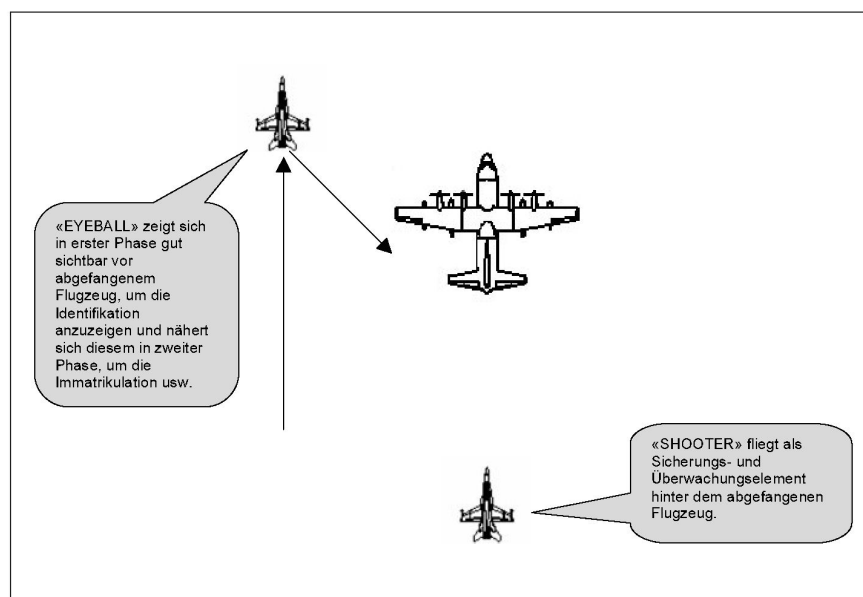 «EYEBALL» zeigt sich
in erster Phase gut
sichtbar vor
abgefangenem
Flugzeug, um die
Identifikation
anzuzeigen und nähert
sich diesem in zweiter
Phase, um die
Immatrikulation usw.
«SHOOTER» fliegt als
Sicherungs- und
Überwachungselement
hinter dem abgefangenen
Flugzeug.